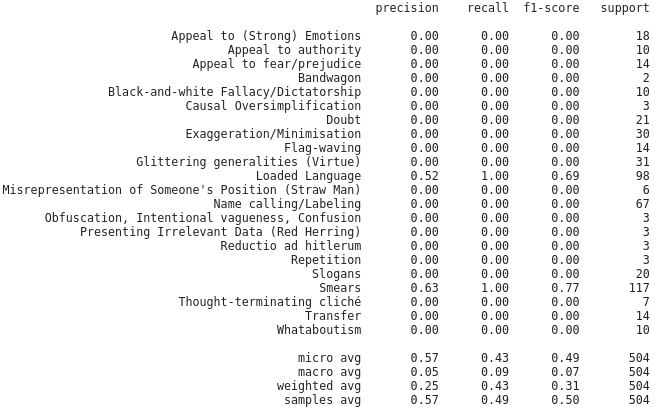 precision recall f1-score support
Appeal to (Strong) Emotions 0.00 0.00 0.00 18
Appeal to authority 0.00 0.00 0.00 10
Appeal to fear/prejudice 0.00 0.00 0.00 14
Bandwagon 0.00 0.00 0.00 2
Black-and-white Fallacy/Dictatorship 0.00 0.00 0.00 10
Causal Oversimplification 0.00 0.00 0.00 3
Doubt 0.00 0.00 0.00 21
Exaggeration/Minimisation 0.00 0.00 0.00 30
Flag-waving 0.00 0.00 0.00 14
Glittering generalities (Virtue) 0.00 0.00 0.00 31
Loaded Language 0.52 1.00 0.69 98
Misrepresentation of Someone's Position (Straw Man) 0.00 0.00 0.00 6
Name calling/Labeling 0.00 0.00 0.00 67
Obfuscation, Intentional vagueness, Confusion 0.00 0.00 0.00 3
Presenting Irrelevant Data (Red Herring) 0.00 0.00 0.00 3
Reductio ad hitlerum 0.00 0.00 0.00 3
Repetition 0.00 0.00 0.00 3
Slogans 0.00 0.00 0.00 20
Smears 0.63 1.00 0.77 117
Thought-terminating cliché 0.00 0.00 0.00 7
Transfer 0.00 0.00 0.00 14
Whataboutism 0.00 0.00 0.00 10
micro avg 0.57 0.43 0.49 504
macro avg 0.05 0.09 0.07 504
weighted avg 0.25 0.43 0.31 504
samples avg 0.57 0.49 0.50 504